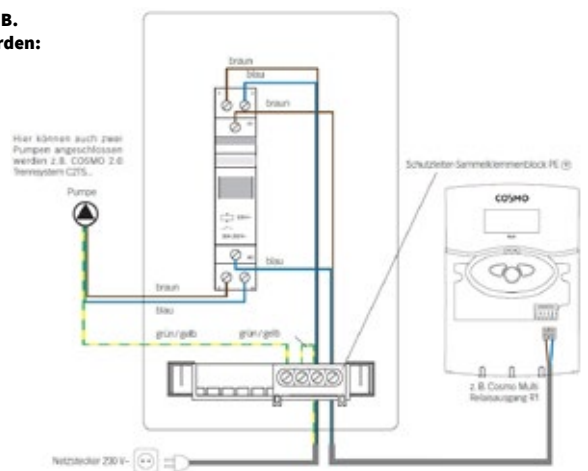 B.
rden:
braun
blau
braun
Hier können auch zwei
Pumpen angeschlossen
werden z.B. COSMO 2.6
Trennsystem C2TS...
Pumpe
Schutzleiter-Sammelklemmenblock PE
COSMO
blau
braun
blau
grün/gelb
grün/gelb
z. B. Cosmo Multi
Relaisausgang R1
Netzstecker 230 V~